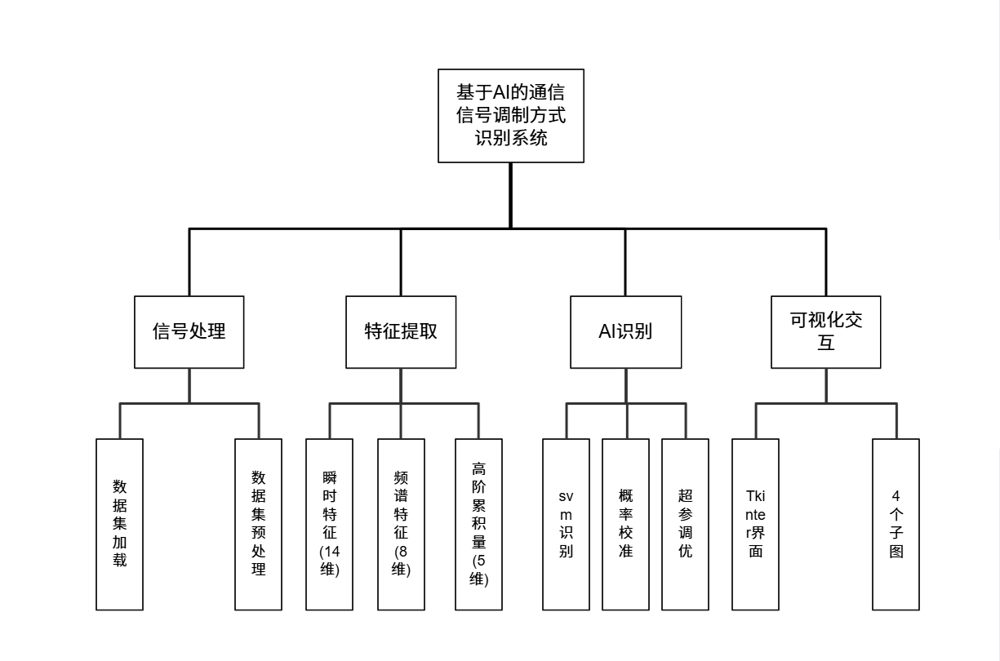 基于AI的通信
信号调制方式
识别系统
信号处理
特征提取
AI识别
可视化交
互
数
据
集
加
载
数
据
集
预
处
理
瞬
时
特
征
(14
维)
频
谱
特
征
(8
维)
高
阶
累
积
量
(5
维)
sv
m
识
别
概
率
校
准
超
参
调
优
Tki
nte
r界
面
4
个
子
图